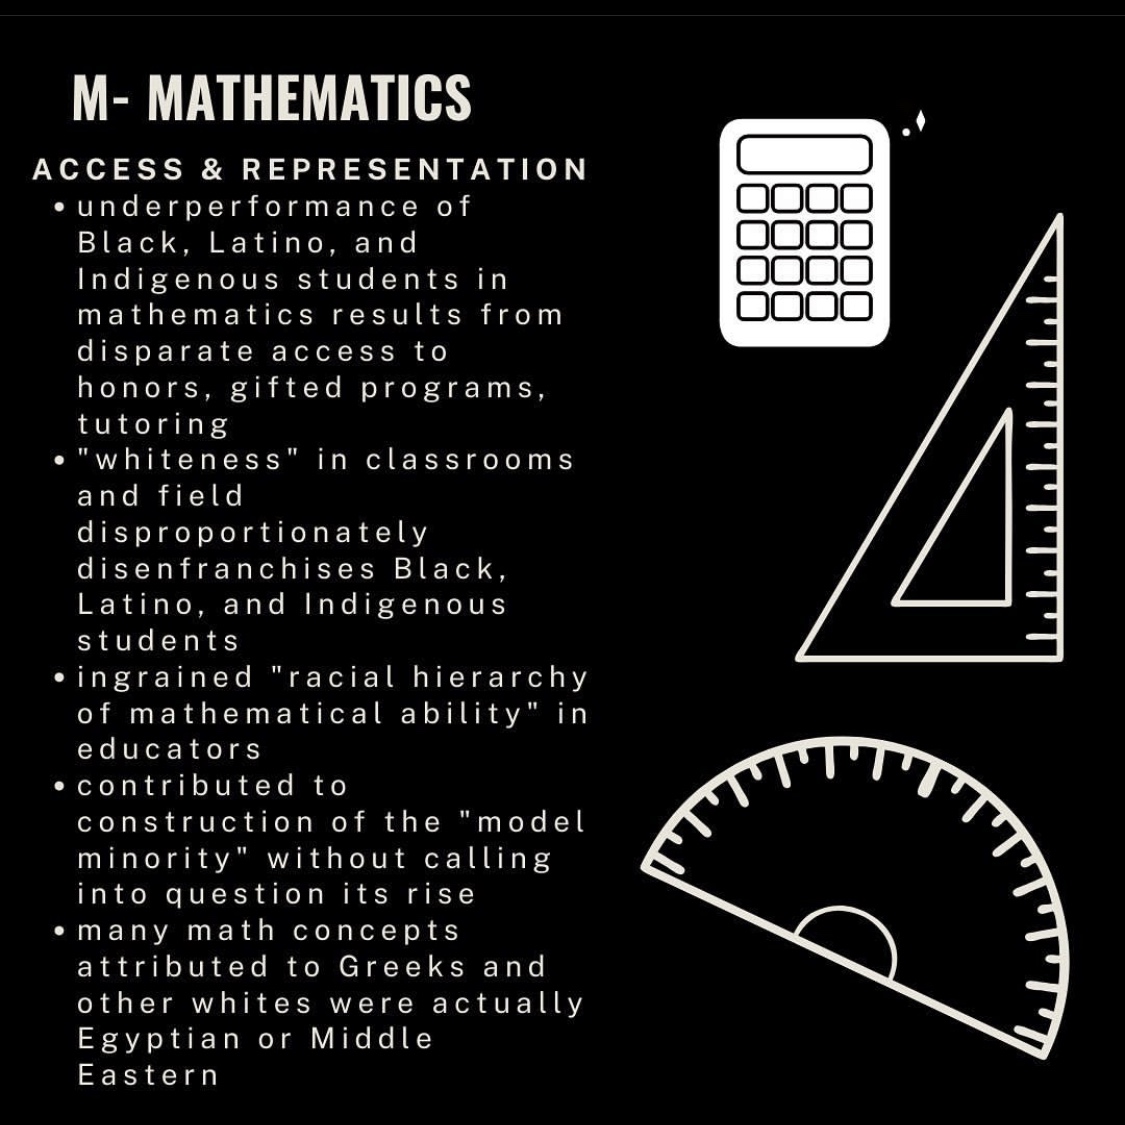 M- MATHEMATICS
ACCESS & REPRESENTATION
• underperformance of
Black, Latino, and
Indigenous students in
mathematics results from
disparate access to
honors, gifted programs,
tutoring
• "whiteness" in classrooms
and field
disproportionately
disenfranchises Black,
Latino, and Indigenous
students
• ingrained "racial hierarchy
of mathematical ability" in
educators
• contributed to
construction of the "model
minority" without calling
into question its rise
• many math concepts
attributed to Greeks and
other whites were actually
Egyptian or Middle
Eastern